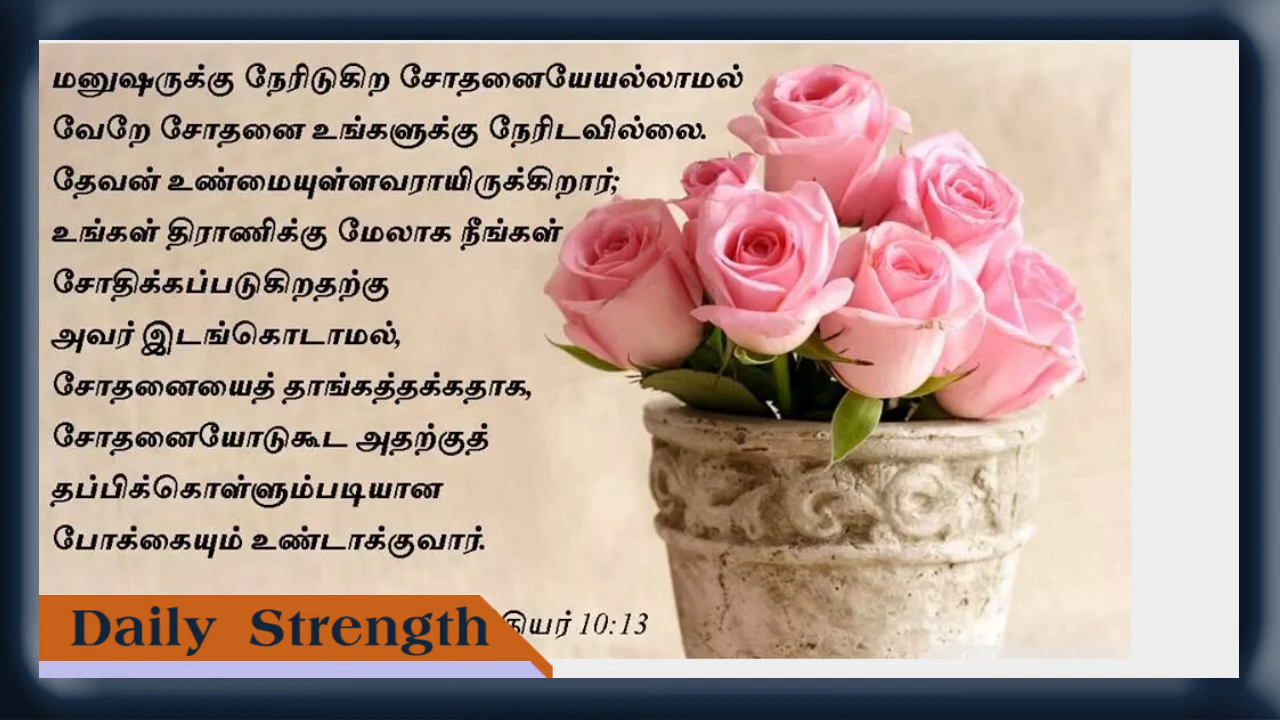 மனுஷருக்கு நேரிடுகிற சோதனையேயல்லாமல்
வேறே சோதனை உங்களுக்கு நேரிடவில்லை.
தேவன் உண்மையுள்ளவராயிருக்கிறார்;
உங்கள் திராணிக்கு மேலாக நீங்கள்
சோதிக்கப்படுகிறதற்கு
அவர் இடங்கொடாமல்,
சோதனையைத் தாங்கத்தக்கதாக,
சோதனையோடுகூட அதற்குத்
தப்பிக்கொள்ளும்படியான
போக்கையும் உண்டாக்குவார்.
10:13
Daily Strength